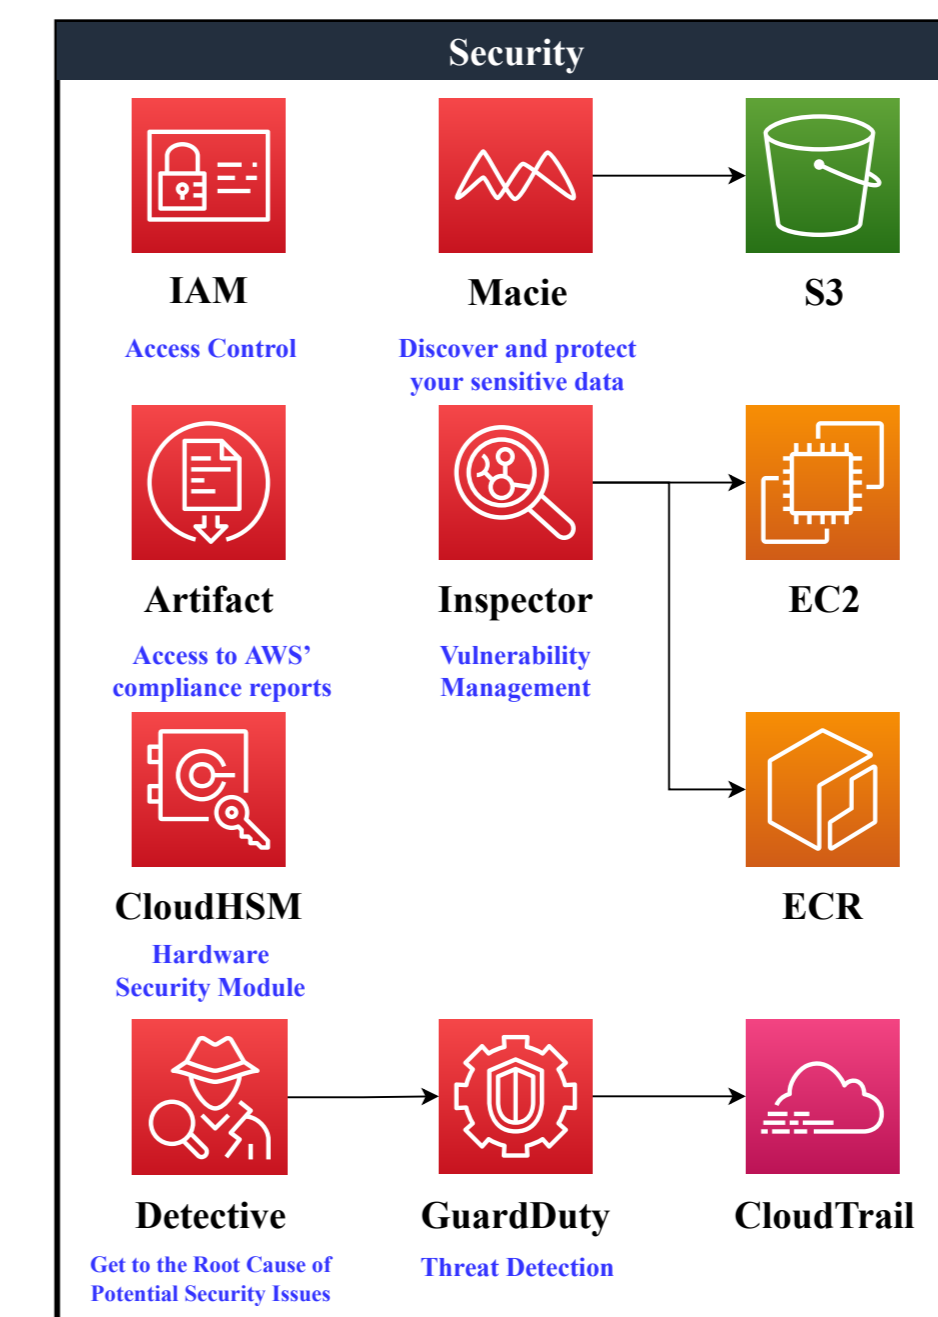 Security
IAM
Access Control
Macie
Discover and protect
your sensitive data
S3
Artifact
Access to AWS’
compliance reports
Inspector
Vulnerability
Management
EC2
CloudHSM
Hardware
Security Module
ECR
Detective
Get to the Root Cause of
Potential Security Issues
GuardDuty
Threat Detection
CloudTrail